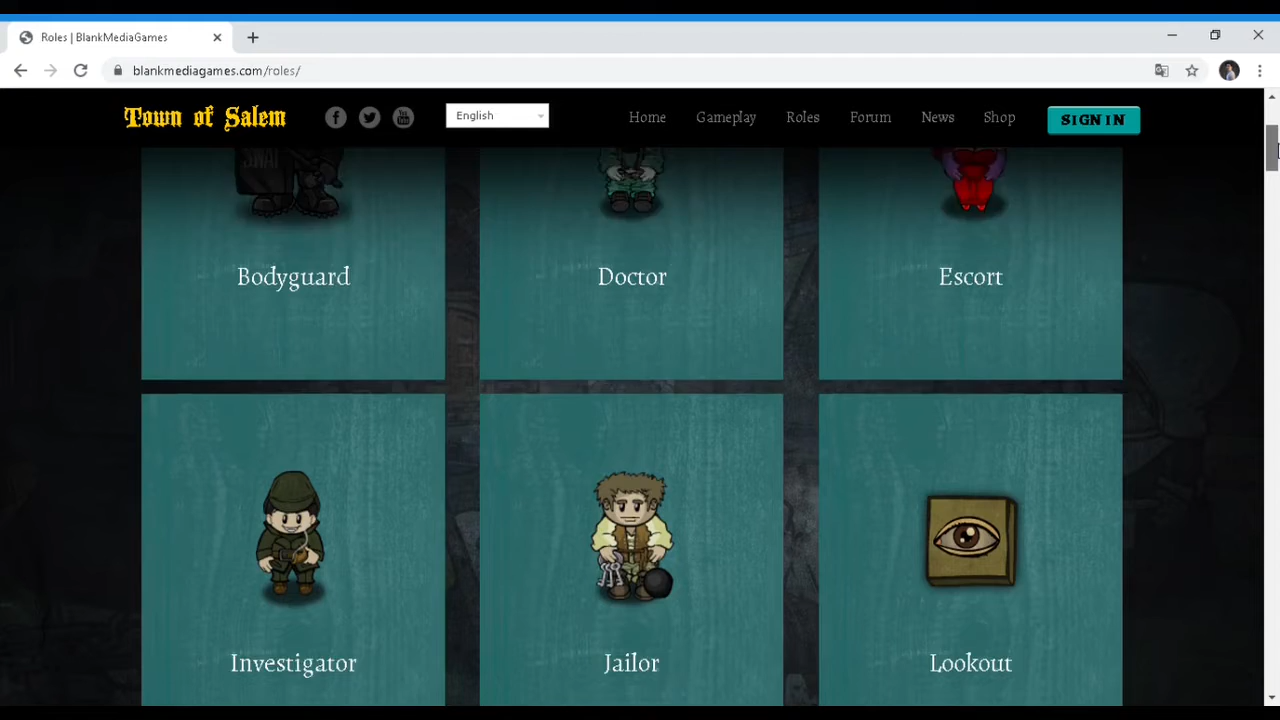 Roles | BlankMediaGames
blankmediagames.com/roles/
Town of Salem
English
Home
Gameplay
Roles
Forum
News
Shop
SIGN IN
SWAT
Bodyguard
Doctor
Escort
Investigator
Jailor
Lookout